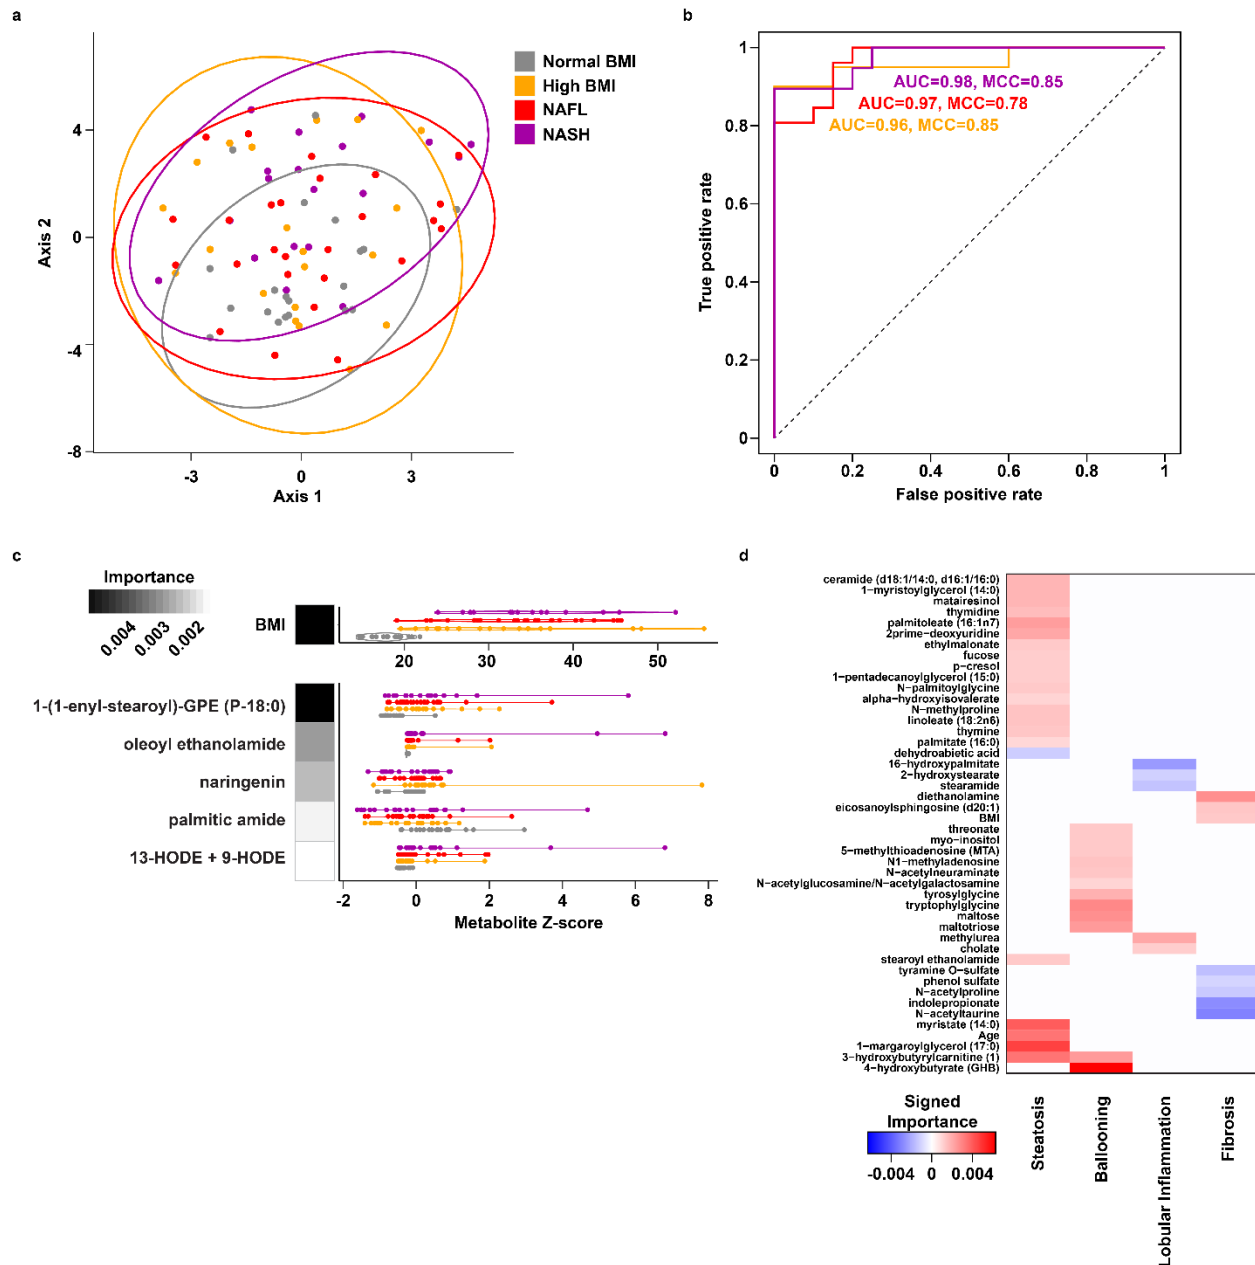 a
Normal BMI
High BMI
NAFL
NASH
4
0
-4
-8
Axis 2
-3
0
3
Axis 1
b
1
0.8
0.6
0.4
0.2
0
True positive rate
AUC=0.98, MCC=0.85
AUC=0.97, MCC=0.78
AUC=0.96, MCC=0.85
0
0.2
0.4
0.6
0.8
1
False positive rate
c
Importance
0.004
0.003
0.002
BMI
20
30
40
50
1-(1-enyl-stearoyl)-GPE (P-18:0)
oleoyl ethanolamide
naringenin
palmitic amide
13-HODE + 9-HODE
-2
0
2
4
6
8
Metabolite Z-score
d
ceramide (d18:1/14:0, d16:1/16:0)
1−myristoylglycerol (14:0)
matairesinol
thymidine
palmitoleate (16:1n7)
2prime−deoxyuridine
ethylmalonate
fucose
p−cresol
1−pentadecanoylglycerol (15:0)
N−palmitoylglycine
alpha−hydroxyisovalerate
N−methylproline
linoleate (18:2n6)
thymine
palmitate (16:0)
dehydroabietic acid
16−hydroxypalmitate
2−hydroxystearate
stearamide
diethanolamine
eicosanoylsphingosine (d20:1)
BMI
threonate
myo−inositol
5−methylthioadenosine (MTA)
N1−methyladenosine
N−acetylneuraminate
N−acetylglucosamine/N−acetylgalactosamine
tyrosylglycine
tryptophylglycine
maltose
maltotriose
methylurea
cholate
stearoyl ethanolamide
tyramine O−sulfate
phenol sulfate
N−acetylproline
indolepropionate
N−acetyltaurine
myristate (14:0)
Age
1−margaroylglycerol (17:0)
3−hydroxybutyrylcarnitine (1)
4−hydroxybutyrate (GHB)
Signed
Importance
-0.004
0
0.004
Steatosis
Ballooning
Lobular Inflammation
Fibrosis